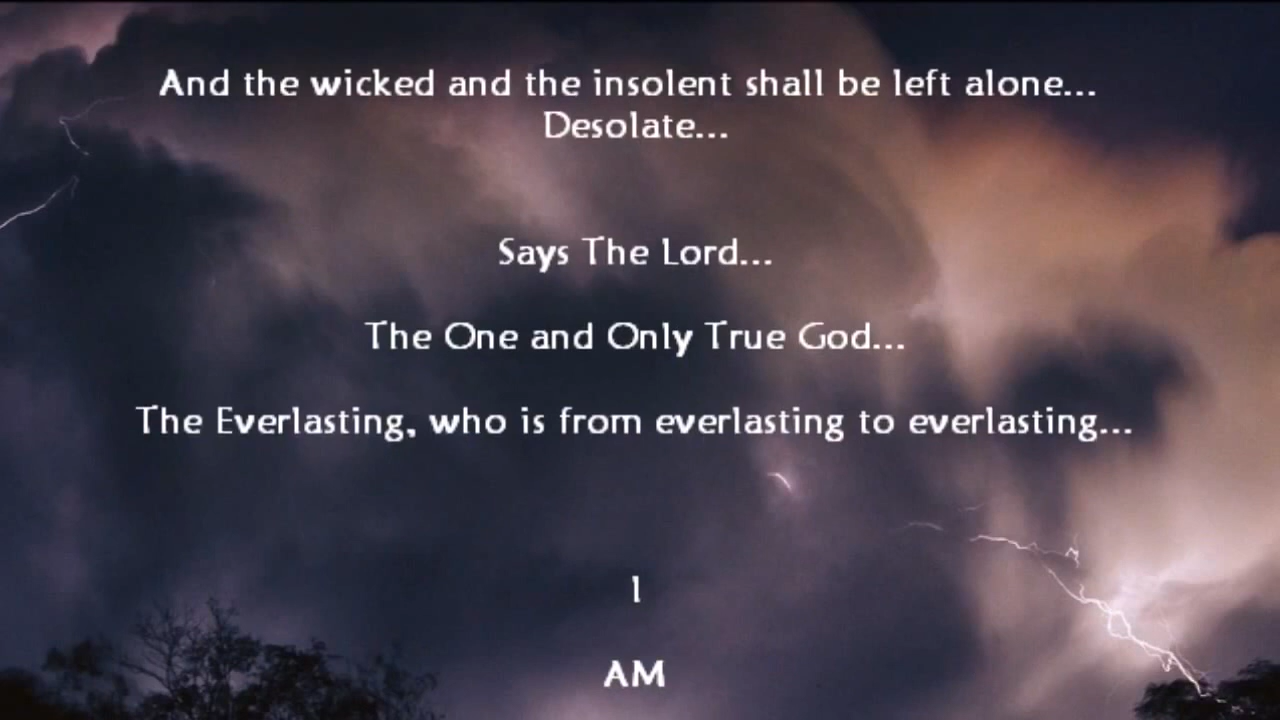 And the wicked and the insolent shall be left alone...
Desolate...
Says The Lord...
The One and Only True God...
The Everlasting, who is from everlasting to everlasting...
I
AM